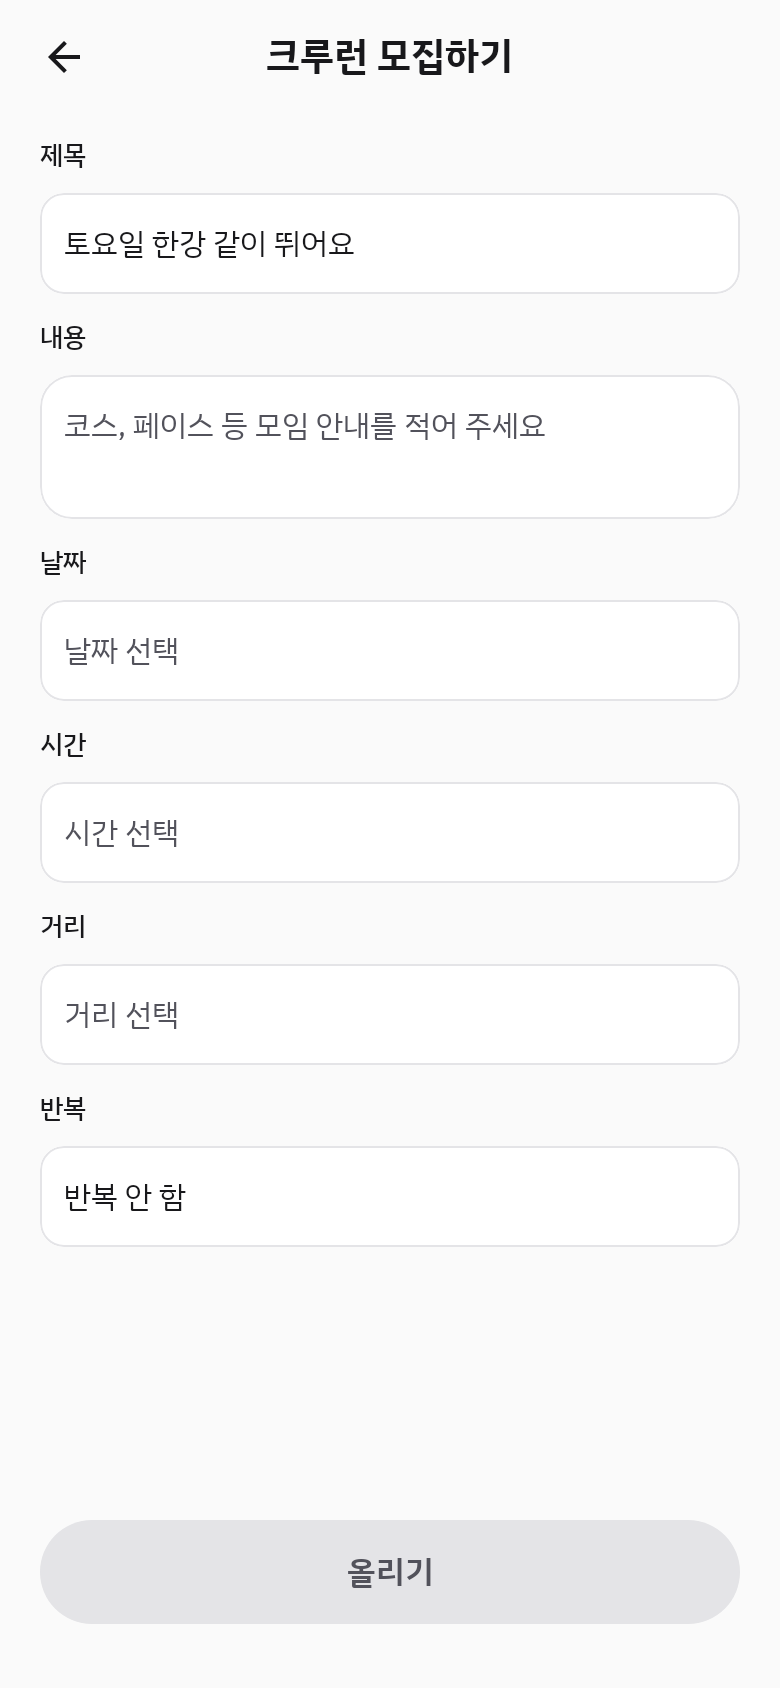 크루런 모집하기
제목
토요일 한강 같이 뛰어요
내용
코스, 페이스 등 모임 안내를 적어 주세요
날짜
날짜 선택
시간
시간 선택
거리
거리 선택
반복
반복 안 함
올리기